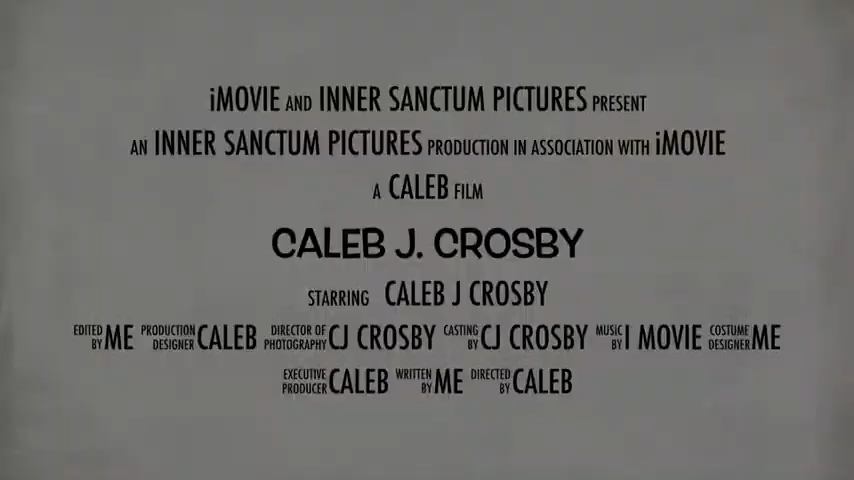 iMOVIE AND INNER SANCTUM PICTURES PRESENT
AN INNER SANCTUM PICTURES PRODUCTION IN ASSOCIATION WITH iMOVIE
A CALEB FILM
CALEB J. CROSBY
STARRING CALEB J CROSBY
EDITED BY ME PRODUCTION DESIGNER CALEB DIRECTOR OF PHOTOGRAPHY CJ CROSBY CASTING BY CJ CROSBY MUSIC BY I MOVIE COSTUME DESIGNER ME
EXECUTIVE PRODUCER CALEB WRITTEN BY ME DIRECTED BY CALEB